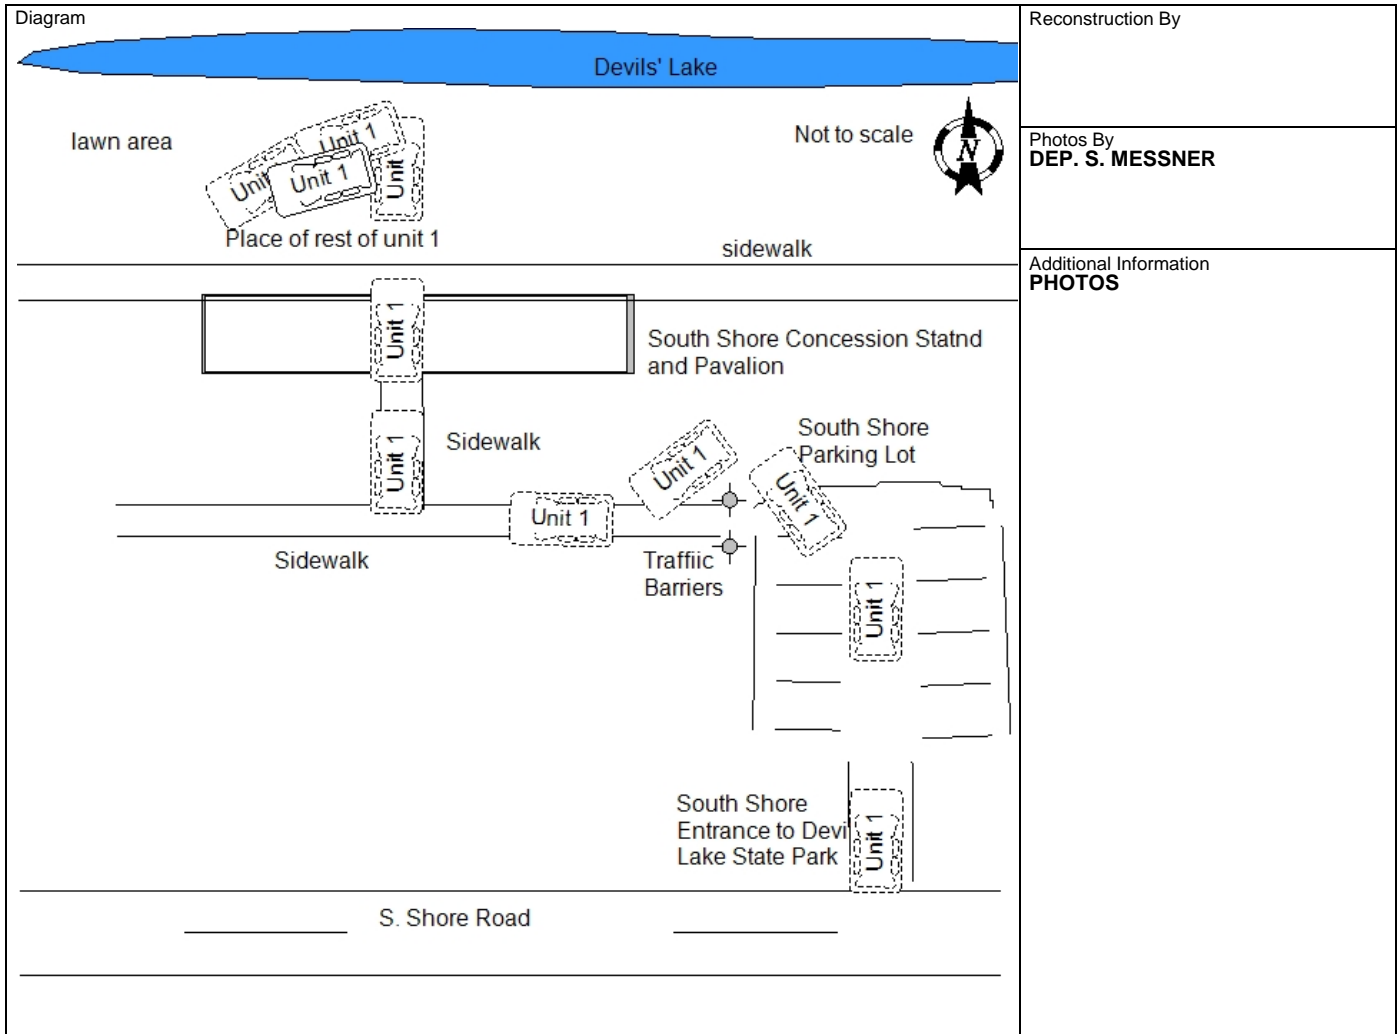 Diagram
Devils' Lake
lawn area
Not to scale
N
Unit 1
Unit
Unit 1
Unit
Place of rest of unit 1
sidewalk
Unit 1
South Shore Concession Statnd
and Pavalion
Unit 1
Sidewalk
Unit 1
South Shore
Parking Lot
Unit 1
Unit 1
Sidewalk
Traffiic
Barriers
Unit 1
South Shore
Entrance to Devi
Lake State Park
Unit 1
S. Shore Road
Reconstruction By
Photos By
DEP. S. MESSNER
Additional Information
PHOTOS